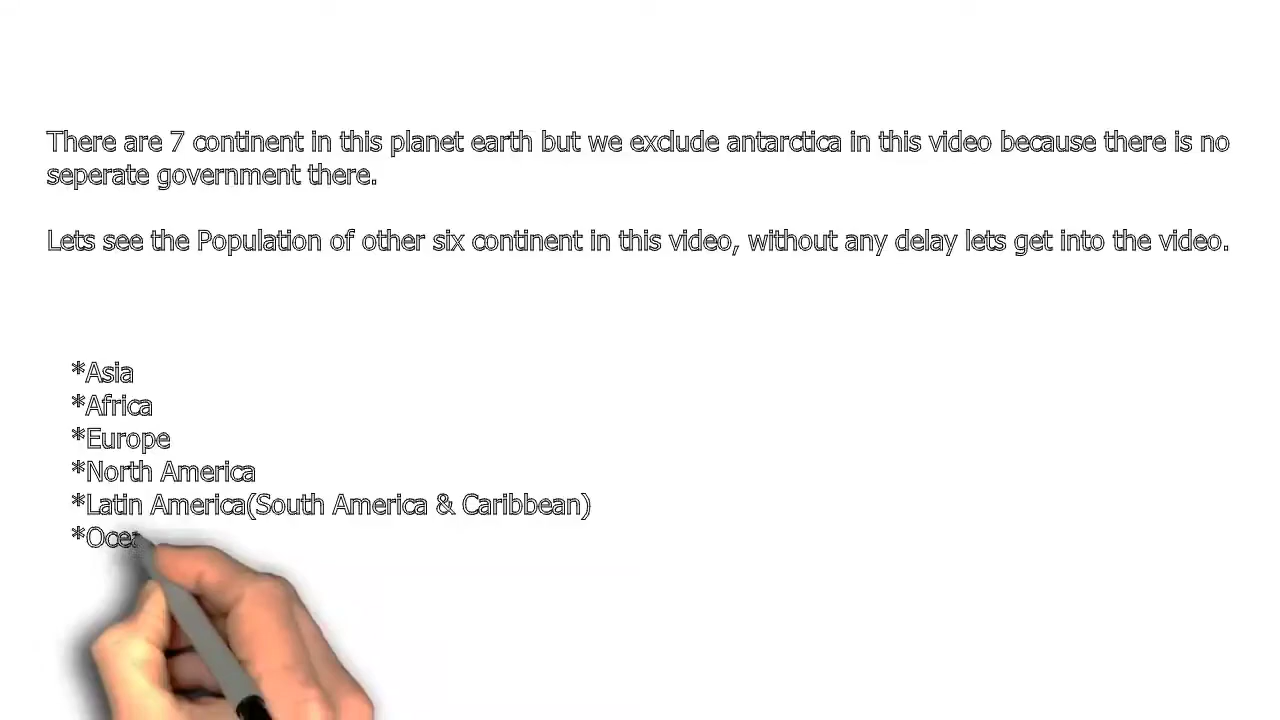 There are 7 continent in this planet earth but we exclude antarctica in this video because there is no
seperate government there.
Lets see the Population of other six continent in this video, without any delay lets get into the video.
*Asia
*Africa
*Europe
*North America
*Latin America(South America & Caribbean)